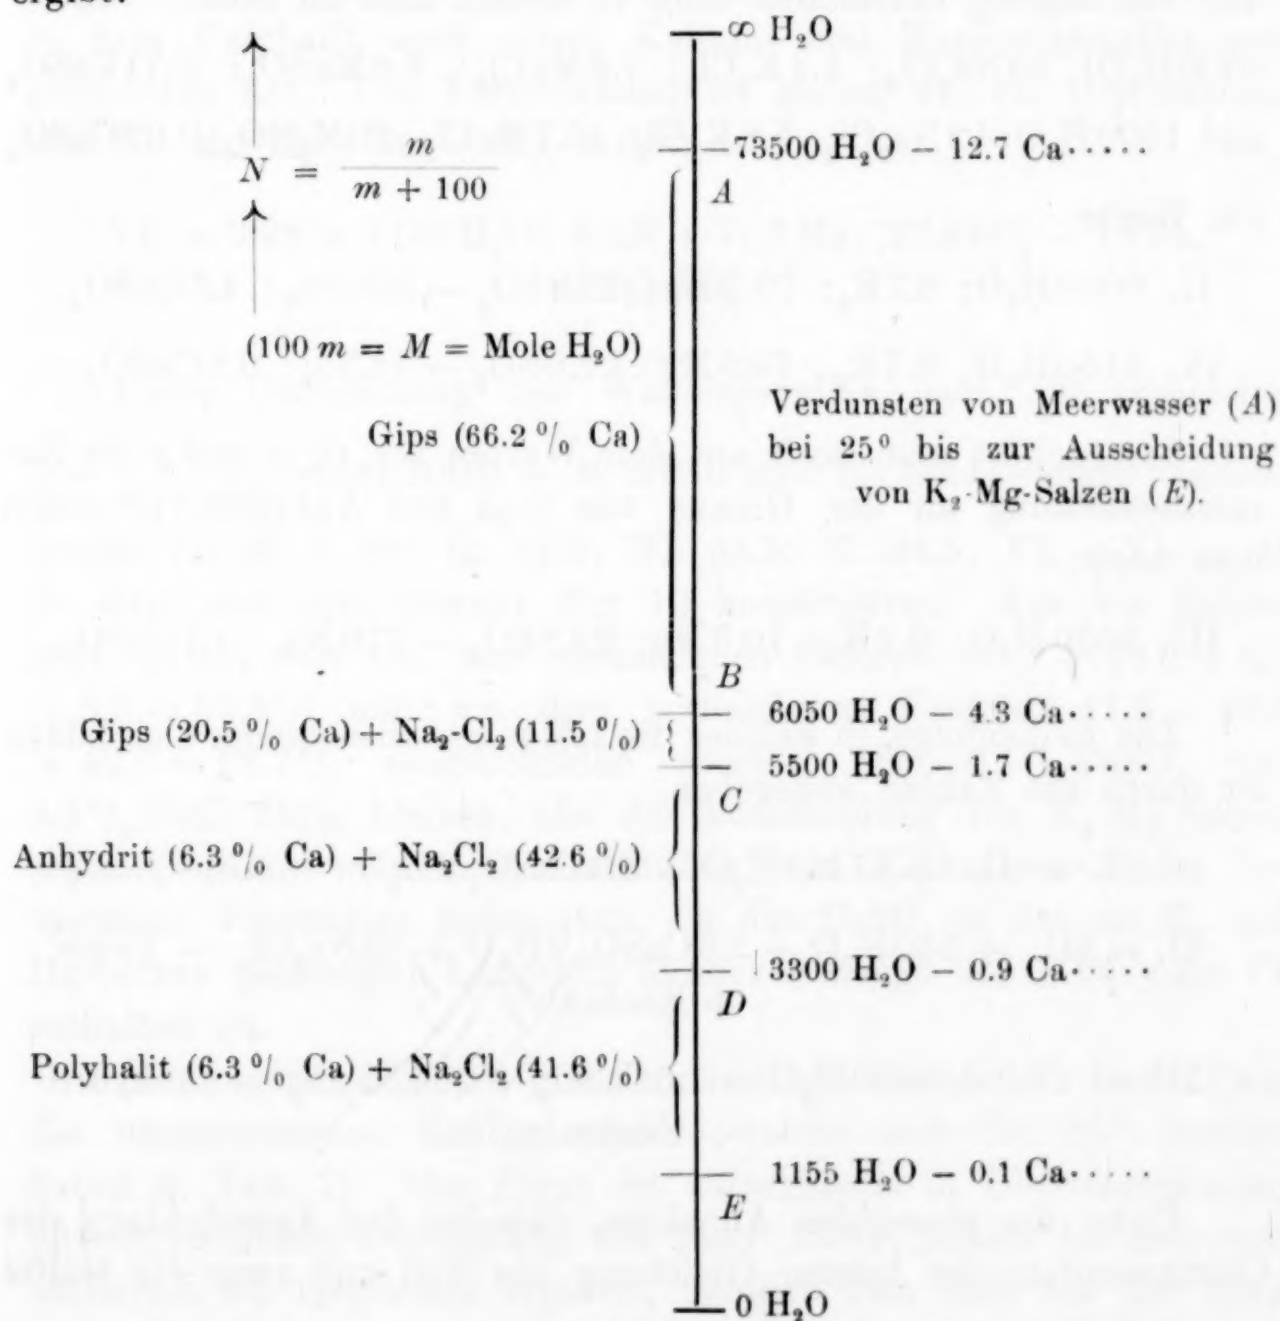 ergibt:
∞ H₂O
73500 H₂O – 12.7 Ca·····
N = m / (m + 100)
A
(100 m = M = Mole H₂O)
Gips (66.2 % Ca)
Verdunsten von Meerwasser (A)
bei 25° bis zur Ausscheidung
von K₂-Mg-Salzen (E).
B
6050 H₂O – 4.3 Ca·····
Gips (20.5 % Ca) + Na₂-Cl₂ (11.5 %)
5500 H₂O – 1.7 Ca·····
C
Anhydrit (6.3 % Ca) + Na₂Cl₂ (42.6 %)
3300 H₂O – 0.9 Ca·····
D
Polyhalit (6.3 % Ca) + Na₂Cl₂ (41.6 %)
1155 H₂O – 0.1 Ca·····
E
0 H₂O